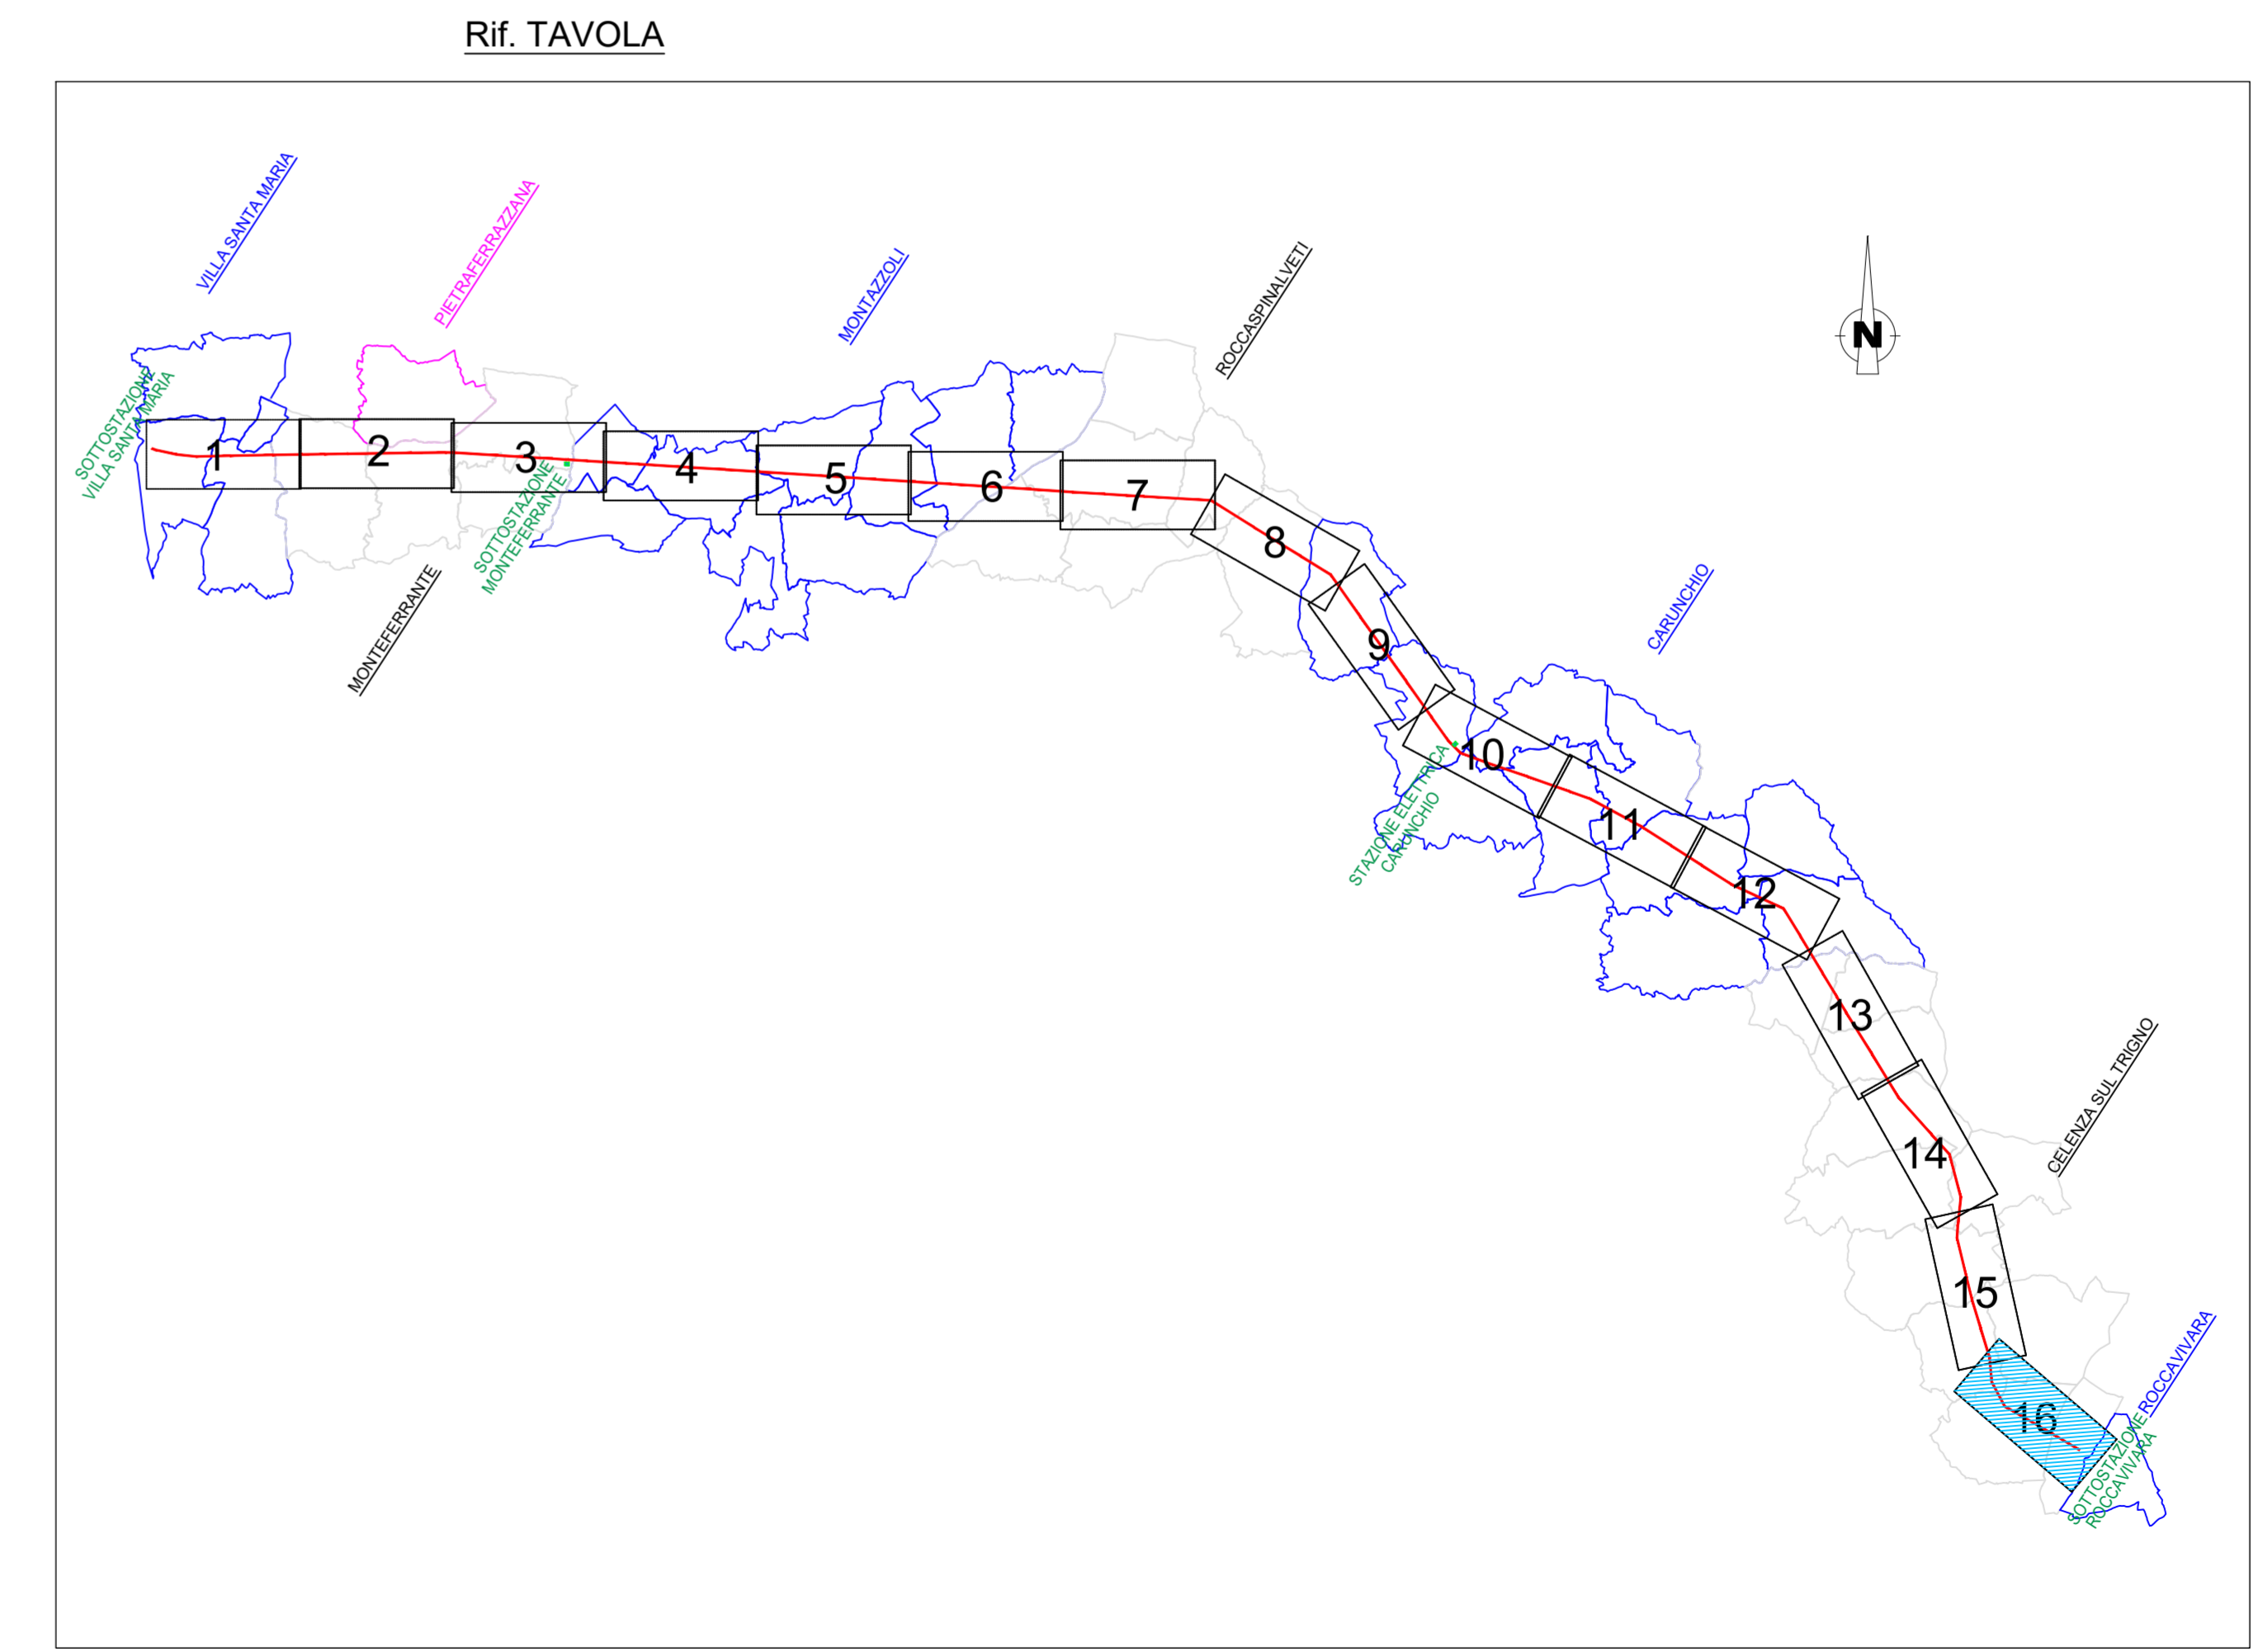 Rif. TAVOLA
VILLA SANTA MARIA
PIETRAFERRAZZANA
MONTAZZOLI
ROCCASPINALVETI
N
SOTTOSTAZIONE
VILLA SANTA MARIA
1
2
3
4
5
6
7
8
SOTTOSTAZIONE
MONTEFERRANTE
MONTEFERRANTE
CARUNCHIO
9
10
STAZIONE ELETTRICA
CARUNCHIO
11
12
13
CELENZA SUL TRIGNO
14
15
ROCCAVIVARA
16
SOTTOSTAZIONE
ROCCAVIVARA